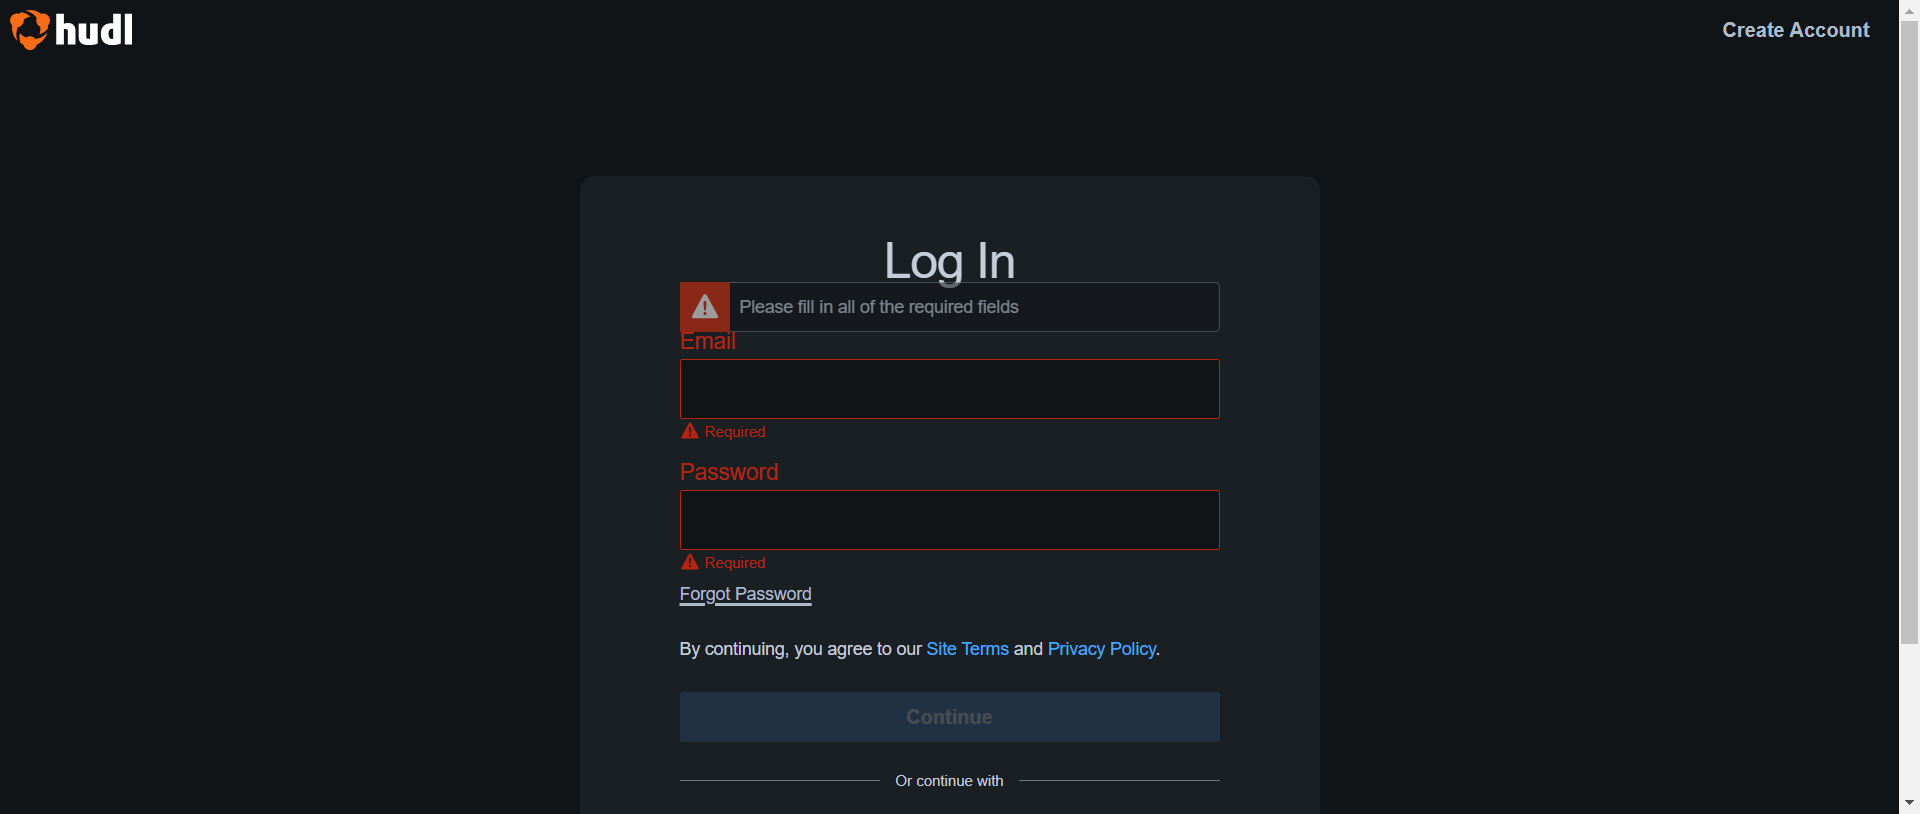 hudl
Create Account
Log In
Please fill in all of the required fields
Email
Required
Password
Required
Forgot Password
By continuing, you agree to our Site Terms and Privacy Policy.
Continue
Or continue with